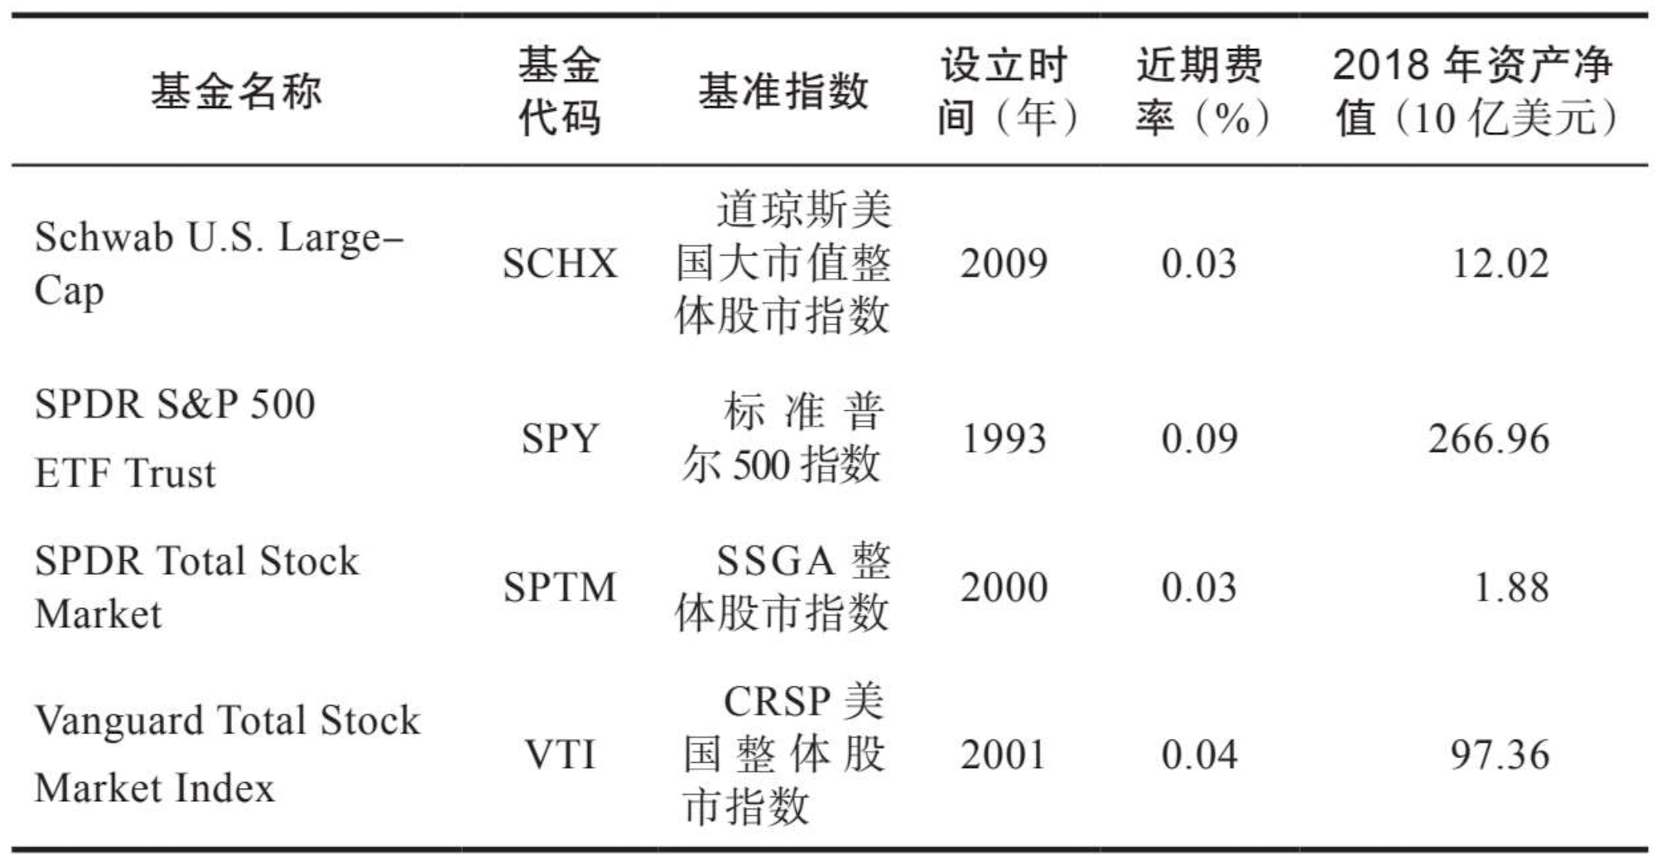 基金名称
基金
代码
基准指数
设立时
间（年）
近期费
率（%）
2018 年资产净
值（10 亿美元）
Schwab U.S. Large–
Cap
SCHX
道琼斯美
国大市值整
体股市指数
2009
0.03
12.02
SPDR S&P 500
ETF Trust
SPY
标准普
尔 500 指数
1993
0.09
266.96
SPDR Total Stock
Market
SPTM
SSGA 整
体股市指数
2000
0.03
1.88
Vanguard Total Stock
Market Index
VTI
CRSP 美
国整体股
市指数
2001
0.04
97.36